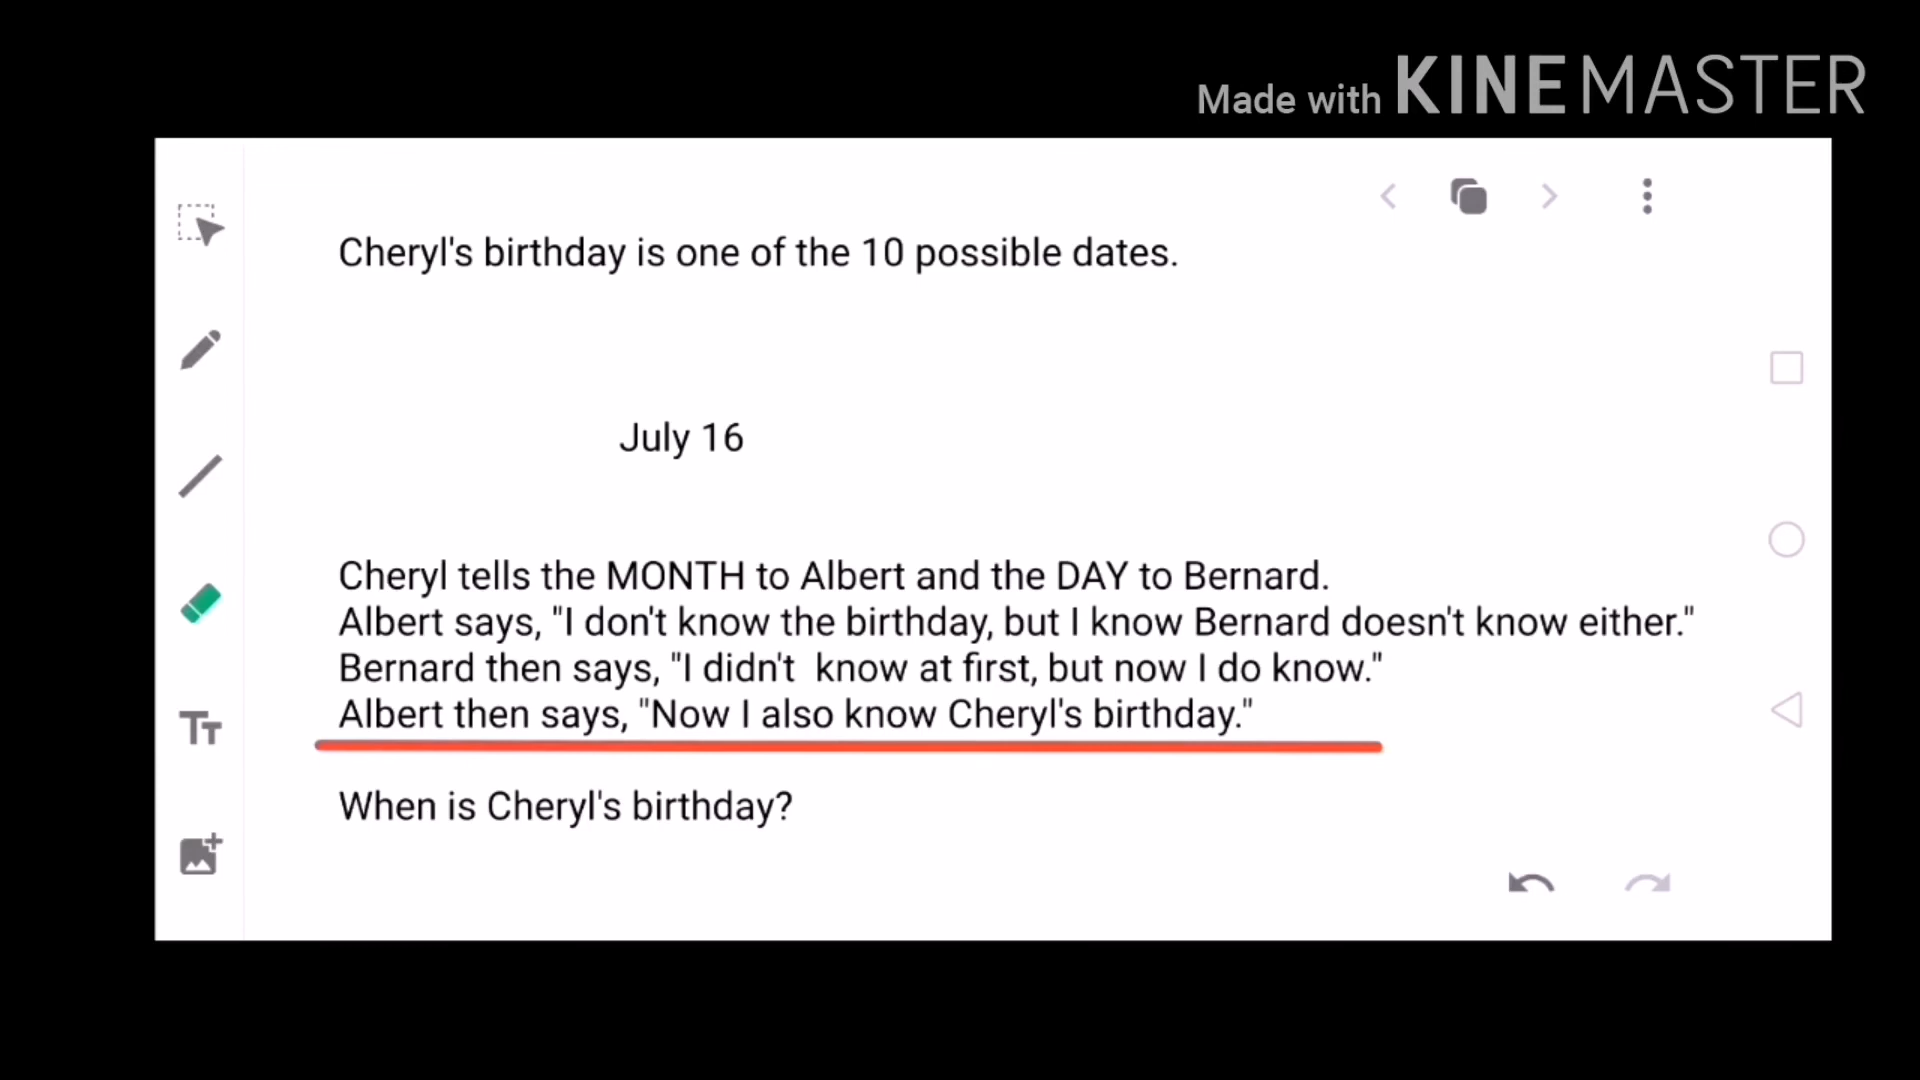 Made with KINEMASTER
Cheryl's birthday is one of the 10 possible dates.
July 16
Cheryl tells the MONTH to Albert and the DAY to Bernard.
Albert says, "I don't know the birthday, but I know Bernard doesn't know either."
Bernard then says, "I didn't  know at first, but now I do know."
Albert then says, "Now I also know Cheryl's birthday."
When is Cheryl's birthday?
TT